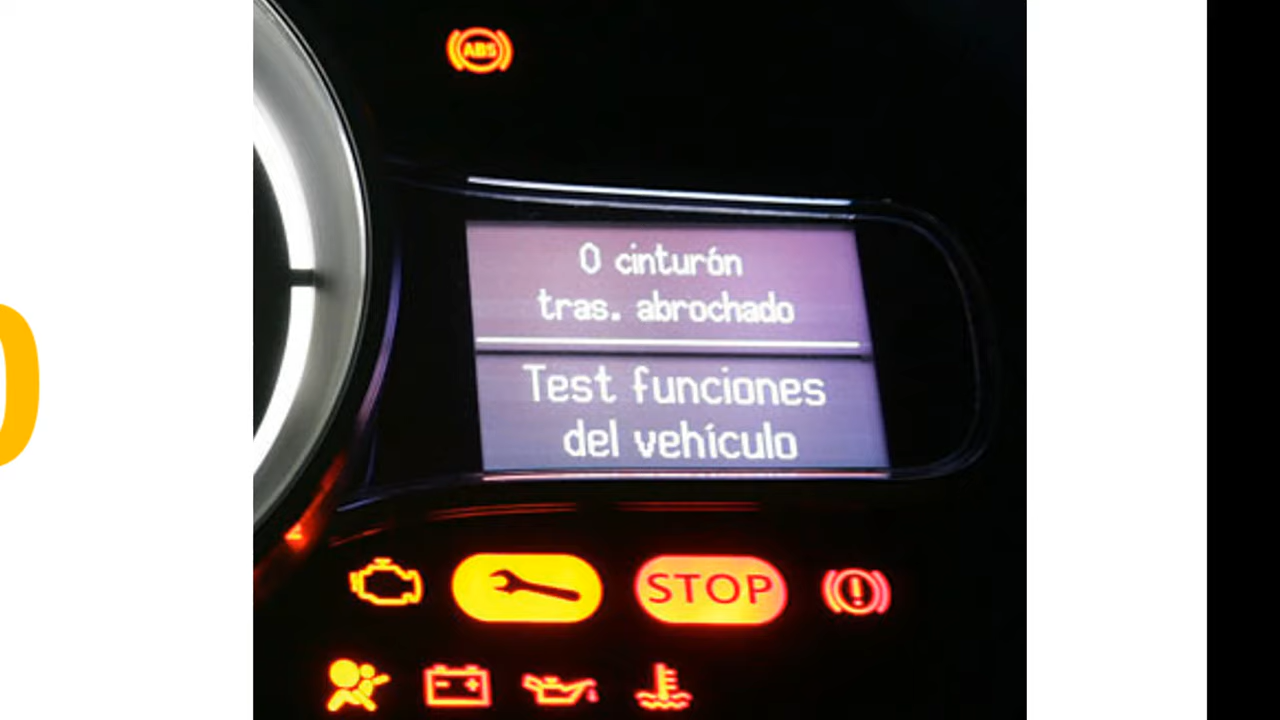 ABS
0 cinturón
tras. abrochado
Test funciones
del vehículo
STOP